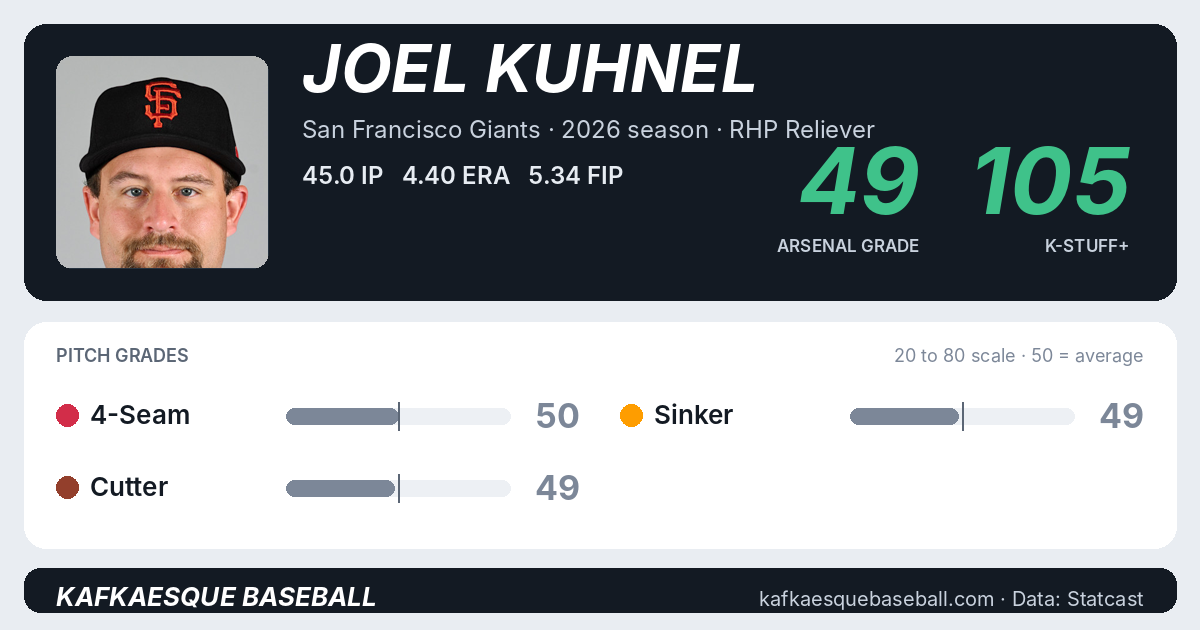 JOEL KUHNEL
San Francisco Giants · 2026 season · RHP Reliever
45.0 IP 4.40 ERA 5.34 FIP
49 105
ARSENAL GRADE K-STUFF+
PITCH GRADES 20 to 80 scale · 50 = average
4-Seam 50 Sinker 49
Cutter 49
KAFKAESQUE BASEBALL kafkaesquebaseball.com · Data: Statcast
SF